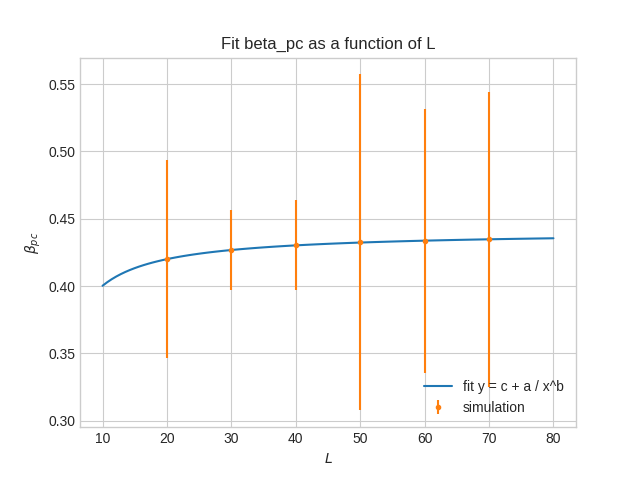 Fit beta_pc as a function of L
0.55
0.50
0.45
0.40
0.35
0.30
β_pc
10 20 30 40 50 60 70 80
L
fit y = c + a / x^b
simulation